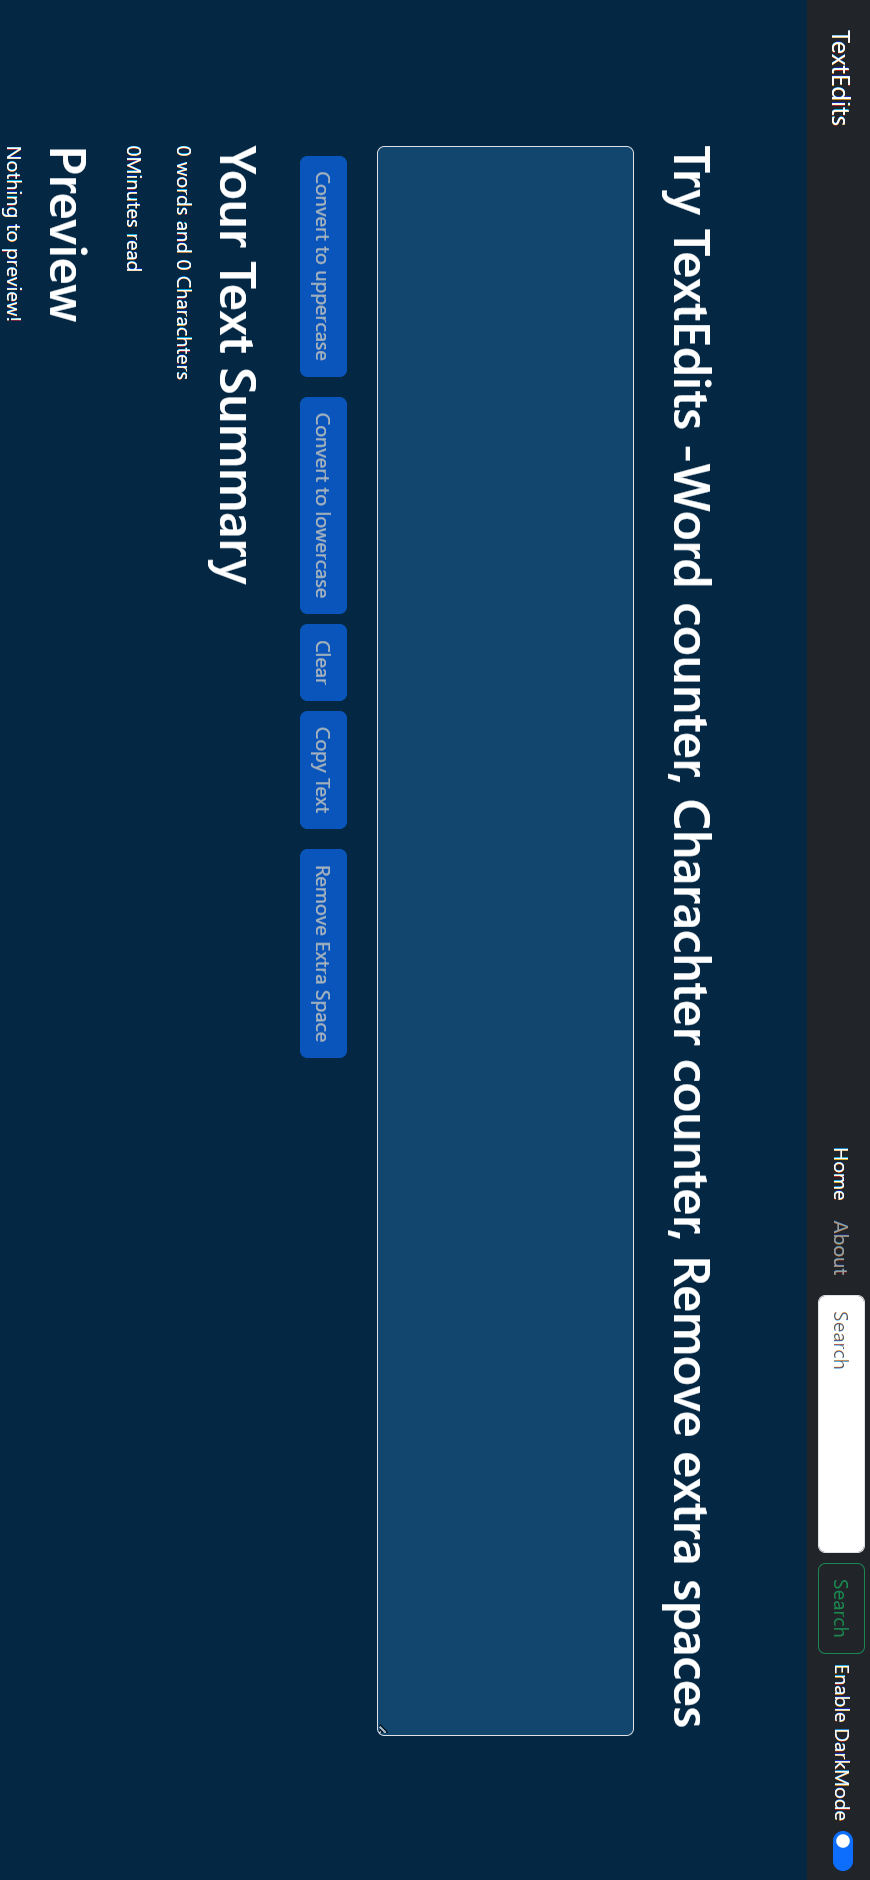 TextEdits
Home
About
Search
Search
Enable DarkMode
Try TextEdits -Word counter, Charachter counter, Remove extra spaces
Convert to uppercase
Convert to lowercase
Clear
Copy Text
Remove Extra Space
Your Text Summary
0 words and 0 Charachters
0Minutes read
Preview
Nothing to preview!